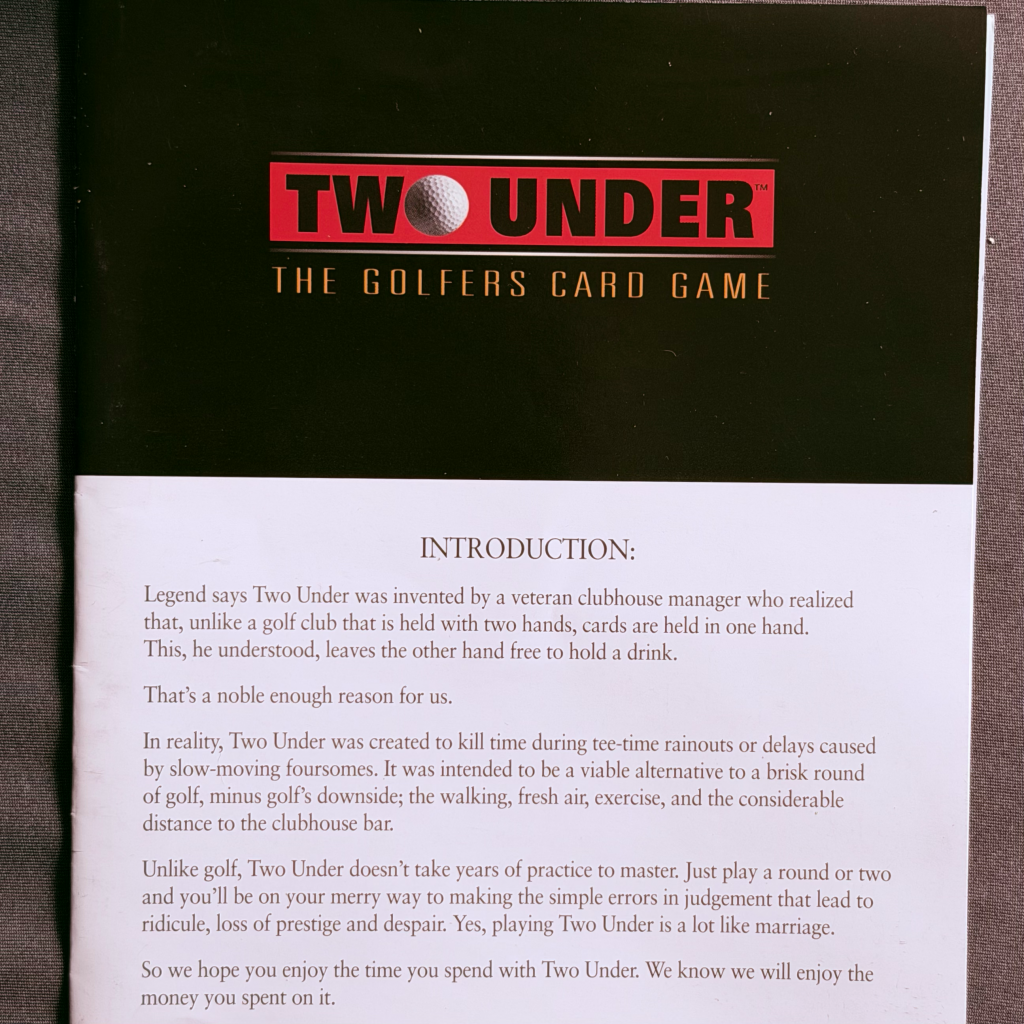 TWO UNDER™
THE GOLFERS CARD GAME
INTRODUCTION:
Legend says Two Under was invented by a veteran clubhouse manager who realized
that, unlike a golf club that is held with two hands, cards are held in one hand.
This, he understood, leaves the other hand free to hold a drink.
That's a noble enough reason for us.
In reality, Two Under was created to kill time during tee-time rainouts or delays caused
by slow-moving foursomes. It was intended to be a viable alternative to a brisk round
of golf, minus golf's downside; the walking, fresh air, exercise, and the considerable
distance to the clubhouse bar.
Unlike golf, Two Under doesn't take years of practice to master. Just play a round or two
and you'll be on your merry way to making the simple errors in judgement that lead to
ridicule, loss of prestige and despair. Yes, playing Two Under is a lot like marriage.
So we hope you enjoy the time you spend with Two Under. We know we will enjoy the
money you spent on it.